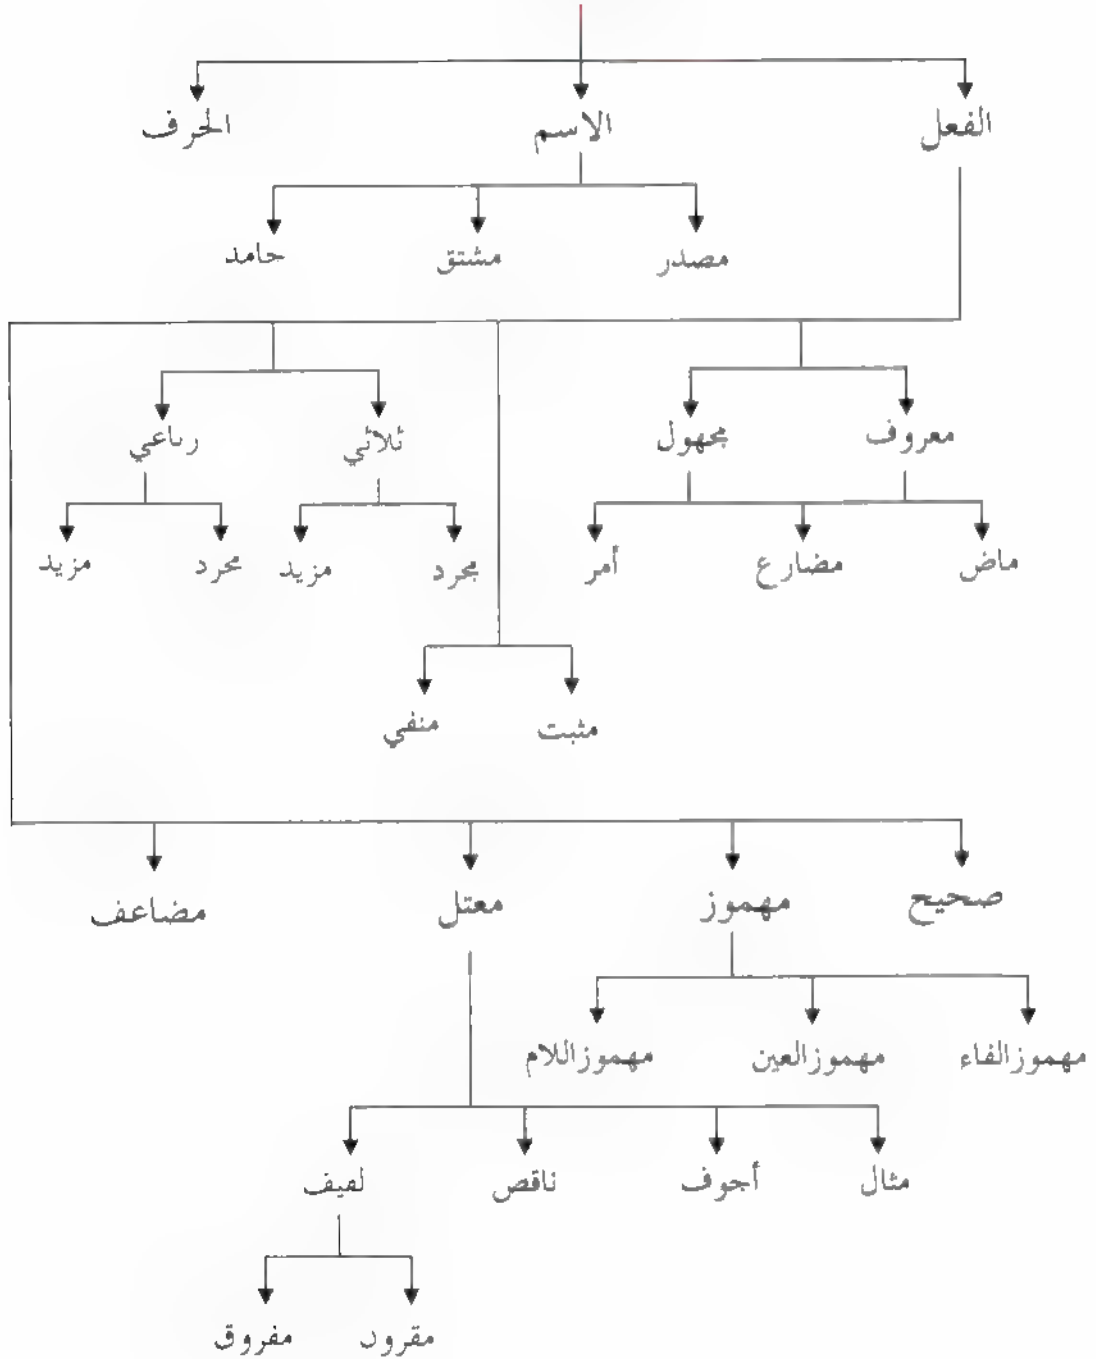 الفعل الاسم الحرف
مصدر مشتق جامد
معروف مجهول ثلاثي رباعي
ماض مضارع أمر مجرد مزيد مجرد مزيد
مثبت منفي
صحيح مهموز معتل مضاعف
مهموزالفاء مهموزالعين مهموزاللام
مثال أجوف ناقص لفيف
مقرون مفروق